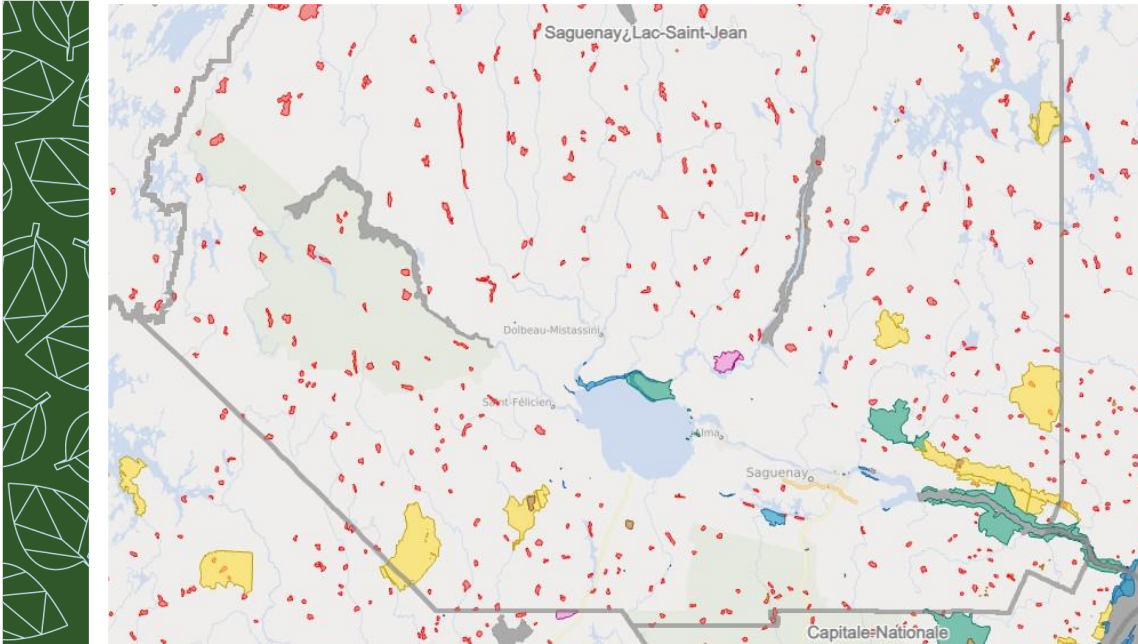 Saguenay¿Lac-Saint-Jean
Dolbeau-Mistassini
Saint-Félicien
Alma
Saguenay
Capitale-Nationale